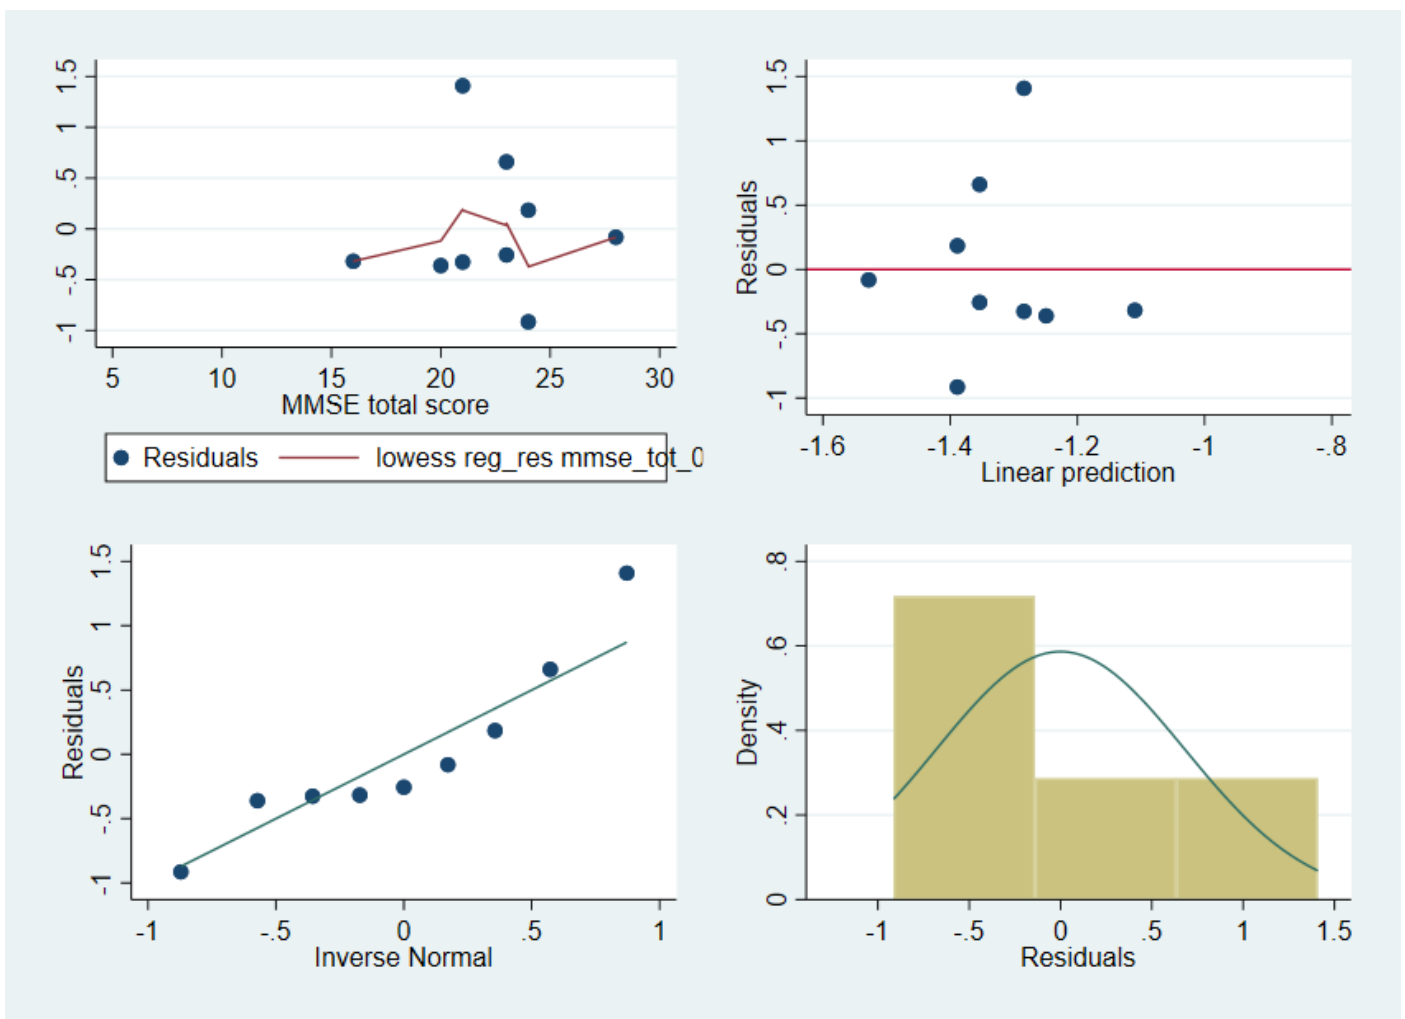 1.5
1
.5
0
-.5
-1
5 10 15 20 25 30
MMSE total score
Residuals lowess reg_res mmse_tot_0
Residuals
1.5
1
.5
0
-.5
-1
-1.6 -1.4 -1.2 -1 -.8
Linear prediction
Residuals
1.5
1
.5
0
-.5
-1
-1 -.5 0 .5 1
Inverse Normal
Density
.8
.6
.4
.2
0
-1 -.5 0 .5 1 1.5
Residuals